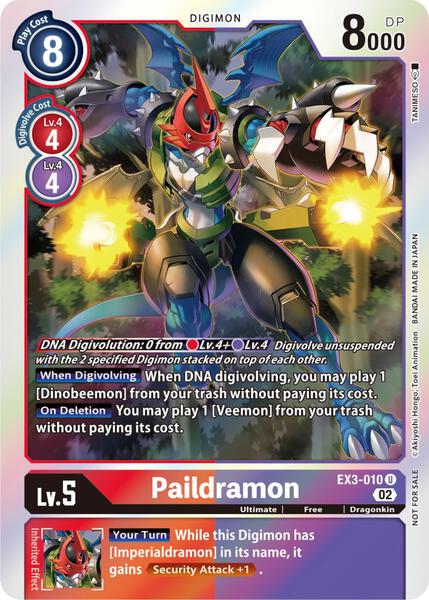 DIGIMON
Play Cost
8
8000 DP
Digivolve Cost
Lv.4
4
Lv.4
4
TANIMESO
DNA Digivolution: 0 from Lv.4+ Lv.4 Digivolve unsuspended
with the 2 specified Digimon stacked on top of each other.
When Digivolving When DNA digivolving, you may play 1
[Dinobeemon] from your trash without paying its cost.
On Deletion You may play 1 [Veemon] from your trash
without paying its cost.
©Akiyoshi Hongo, Toei Animation BANDAI MADE IN JAPAN
NOT FOR SALE
Lv.5
Paildramon
EX3-010 U
02
Ultimate | Free | Dragonkin
Inherited Effect
Your Turn While this Digimon has
[Imperialdramon] in its name, it
gains Security Attack +1 .